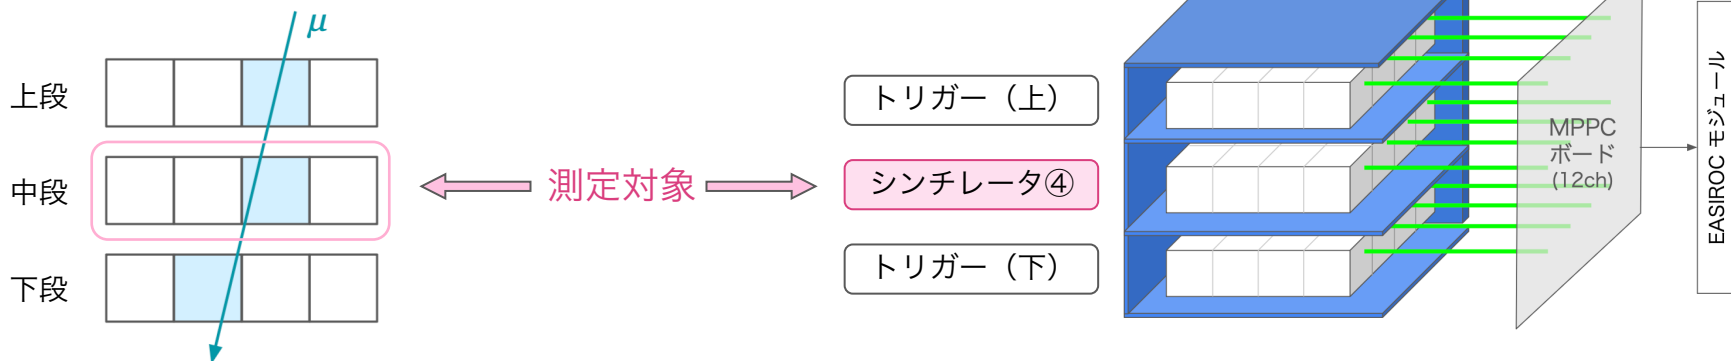 μ
上段
中段
下段
測定対象
トリガー（上）
シンチレータ④
トリガー（下）
MPPC
ボード
(12ch)
EASIROC モジュール